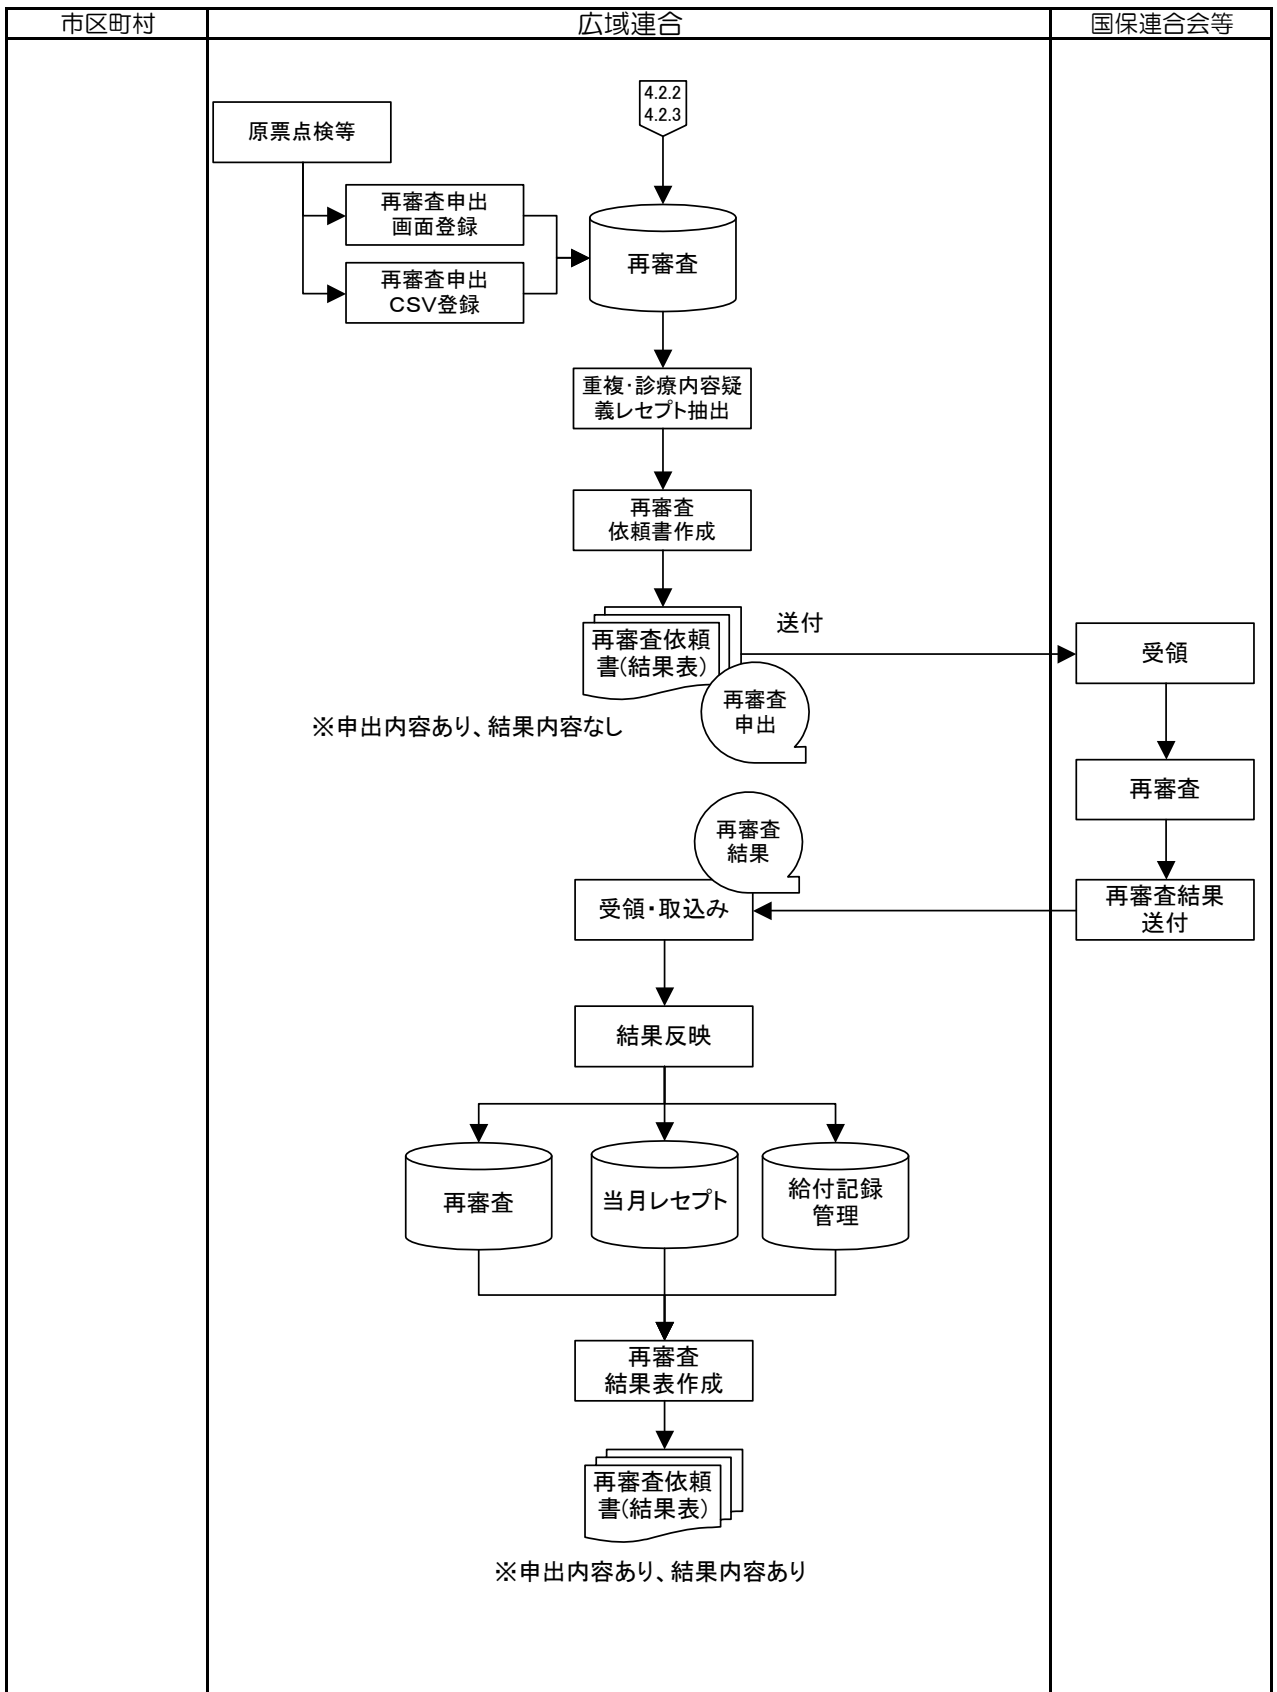 市区町村
広域連合
国保連合会等
4.2.2
4.2.3
原票点検等
再審査申出
画面登録
再審査申出
CSV登録
再審査
重複・診療内容疑
義レセプト抽出
再審査
依頼書作成
再審査依頼
書(結果表)
送付
受領
再審査
申出
※申出内容あり、結果内容なし
再審査
再審査
結果
受領・取込み
再審査結果
送付
結果反映
再審査
当月レセプト
給付記録
管理
再審査
結果表作成
再審査依頼
書(結果表)
※申出内容あり、結果内容あり